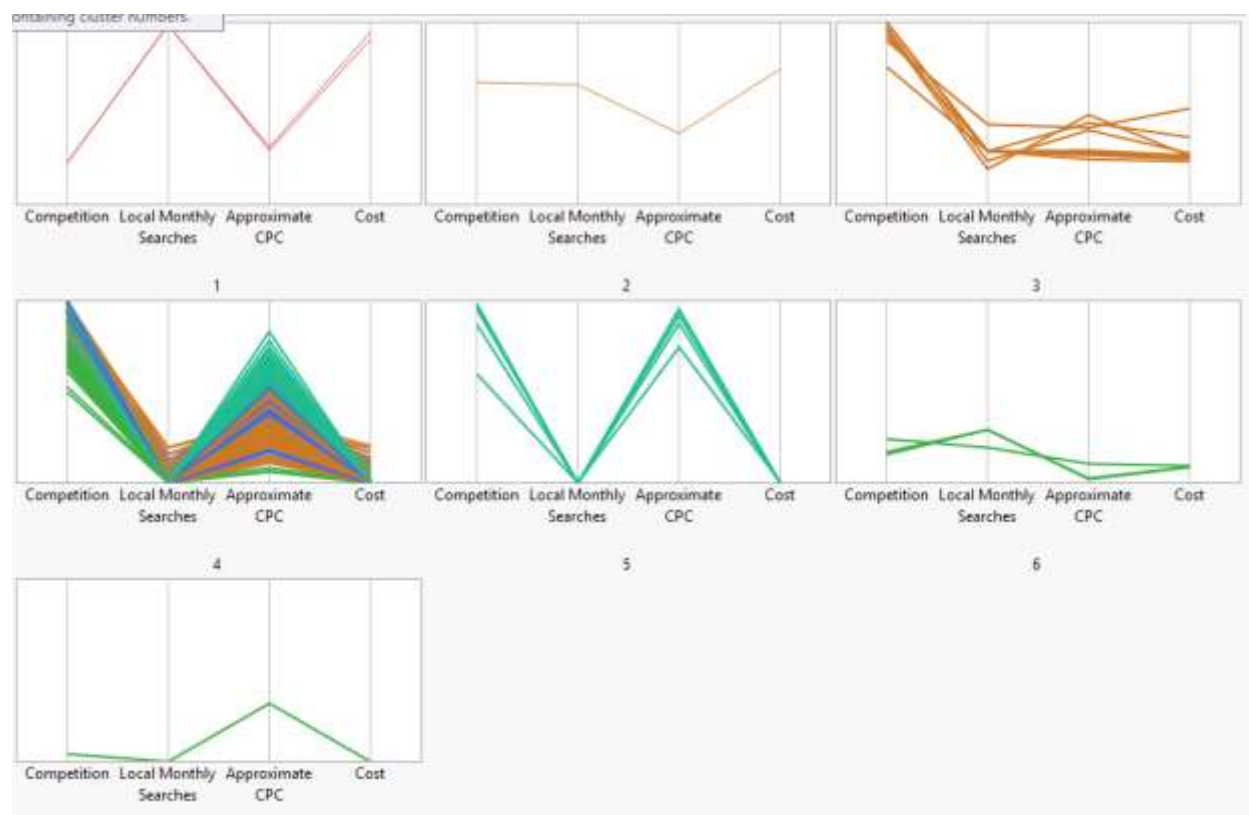 containing cluster numbers.
Competition Local Monthly Approximate Cost Competition Local Monthly Approximate Cost Competition Local Monthly Approximate Cost
Searches CPC Searches CPC Searches CPC
1 2 3
Competition Local Monthly Approximate Cost Competition Local Monthly Approximate Cost Competition Local Monthly Approximate Cost
Searches CPC Searches CPC Searches CPC
4 5 6
Competition Local Monthly Approximate Cost
Searches CPC